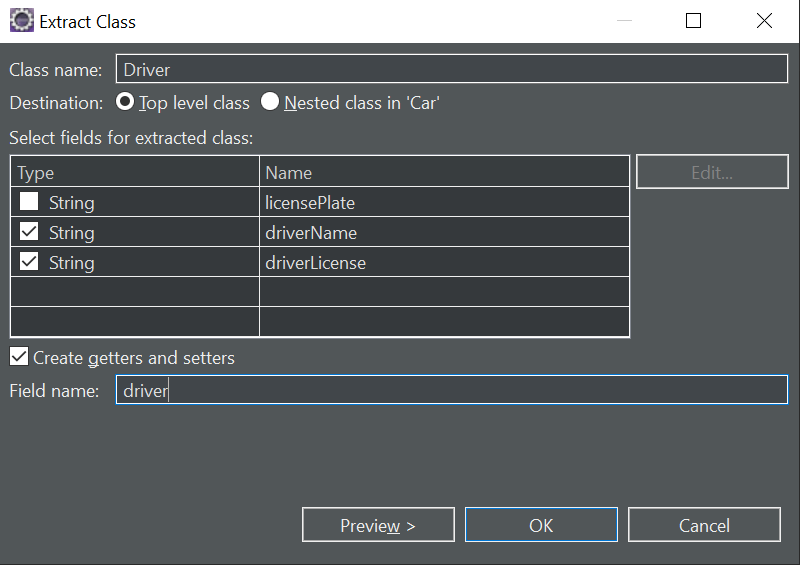 Extract Class
Class name: Driver
Destination: Top level class Nested class in 'Car'
Select fields for extracted class:
Type Name Edit...
String licensePlate
String driverName
String driverLicense
Create getters and setters
Field name: driver
Preview > OK Cancel